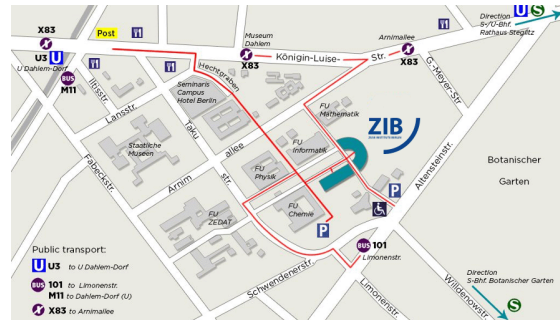 X83
Post
U3 U
U Dahlem-Dorf
BUS
M11
Museum
Dahlem
X83
Königin-Luise-
Str.
Arnimallee
X83
Direction
S-/U-Bhf.
Rathaus Steglitz
U S
Iltisstr.
Lansstr.
Hechtgraben
Seminaris
Campus
Hotel Berlin
Taku
str.
Staatliche
Museen
Fabeckstr.
Arnim
allee
FU
Mathematik
FU
Informatik
FU
Physik
FU
Chemie
FU
ZEDAT
ZIB
G.-Meyer-Str
Altensteinstr.
Botanischer
Garten
P
P
BUS 101
Limonenstr.
Schwendenerstr.
Limonenstr.
Wildenowstr.
Direction
S-Bhf. Botanischer Garten
S
Public transport:
U U3 to U Dahlem-Dorf
BUS 101 to Limonenstr.
M11 to Dahlem-Dorf (U)
X X83 to Arnimallee